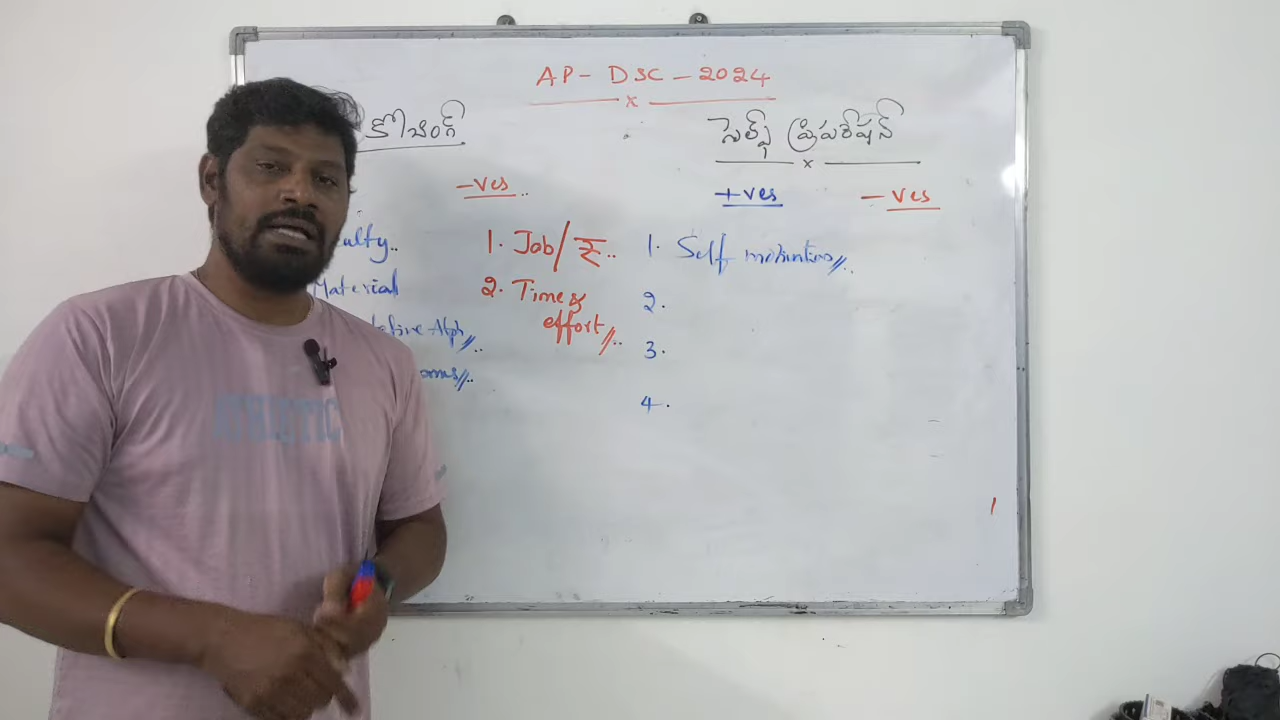 AP- DSC - 2024
కోచింగ్
సెల్ఫ్ ప్రిపరేషన్
-ves
+ves
- ves
ulty..
Material
1. Job/₹..
2. Time &
effort//..
1. Self motivation//..
2.
3.
4.
ATHLETIC